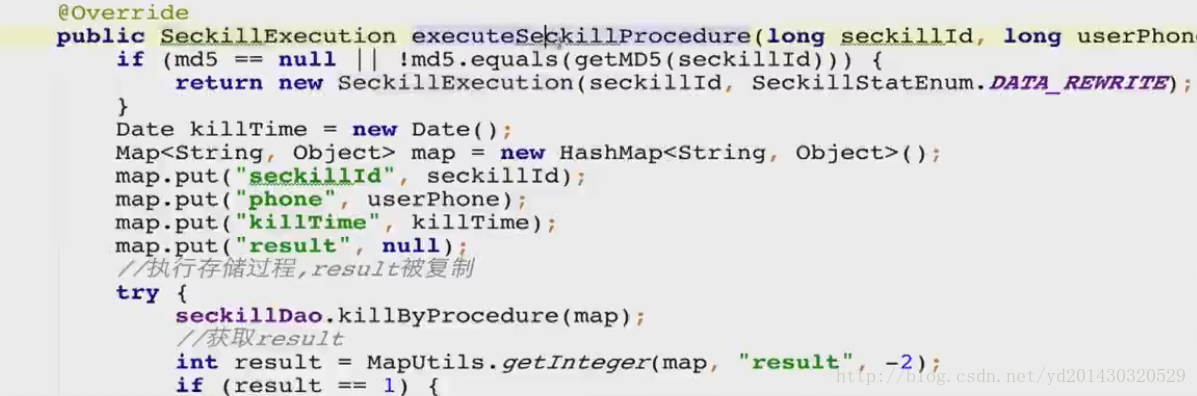 @Override
public SeckillExecution executeSeckillProcedure(long seckillId, long userPhon
if (md5 == null || !md5.equals(getMD5(seckillId))) {
return new SeckillExecution(seckillId, SeckillStatEnum.DATA_REWRITE);
}
Date killTime = new Date();
Map<String, Object> map = new HashMap<String, Object>();
map.put("seckillId", seckillId);
map.put("phone", userPhone);
map.put("killTime", killTime);
map.put("result", null);
//执行存储过程,result被复制
try {
seckillDao.killByProcedure(map);
//获取result
int result = MapUtils.getInteger(map, "result", -2);
if (result == 1) {
http://blog.csdn.net/yd201430320529